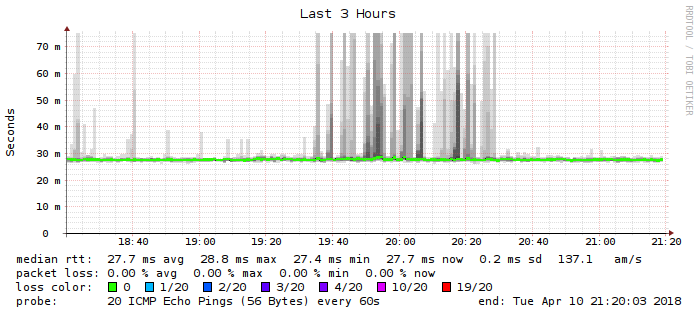 Last 3 Hours
RRDTOOL / TOBI OETIKER
Seconds
70 m
60 m
50 m
40 m
30 m
20 m
10 m
0
18:40 19:00 19:20 19:40 20:00 20:20 20:40 21:00 21:20
median rtt: 27.7 ms avg 28.8 ms max 27.4 ms min 27.7 ms now 0.2 ms sd 137.1 am/s
packet loss: 0.00 % avg 0.00 % max 0.00 % min 0.00 % now
loss color: 0 1/20 2/20 3/20 4/20 10/20 19/20
probe: 20 ICMP Echo Pings (56 Bytes) every 60s end: Tue Apr 10 21:20:03 2018